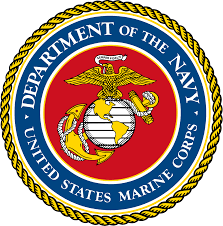 DEPARTMENT OF THE NAVY
UNITED STATES MARINE CORPS